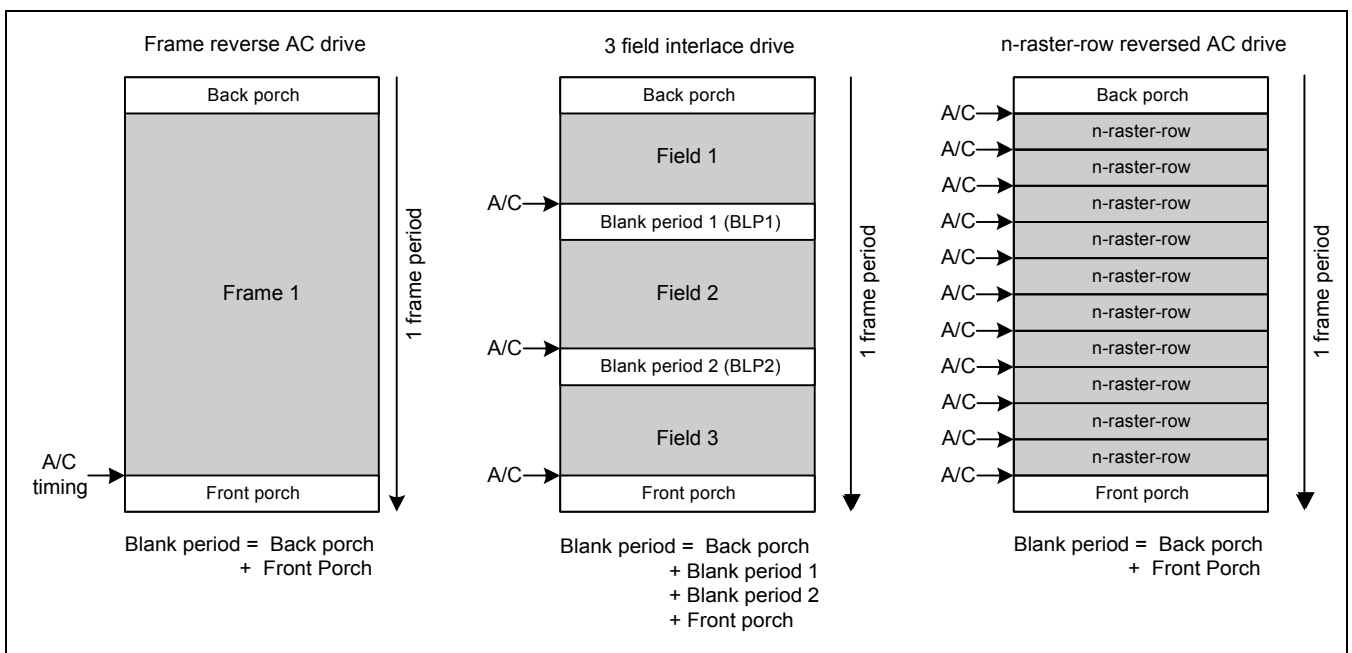 Frame reverse AC drive
Back porch
Frame 1
A/C
timing
Front porch
1 frame period
Blank period = Back porch
+ Front Porch
3 field interlace drive
Back porch
Field 1
A/C
Blank period 1 (BLP1)
Field 2
A/C
Blank period 2 (BLP2)
Field 3
A/C
Front porch
1 frame period
Blank period = Back porch
+ Blank period 1
+ Blank period 2
+ Front porch
n-raster-row reversed AC drive
Back porch
A/C
n-raster-row
A/C
n-raster-row
A/C
n-raster-row
A/C
n-raster-row
A/C
n-raster-row
A/C
n-raster-row
A/C
n-raster-row
A/C
n-raster-row
A/C
n-raster-row
A/C
n-raster-row
A/C
Front porch
1 frame period
Blank period = Back porch
+ Front Porch